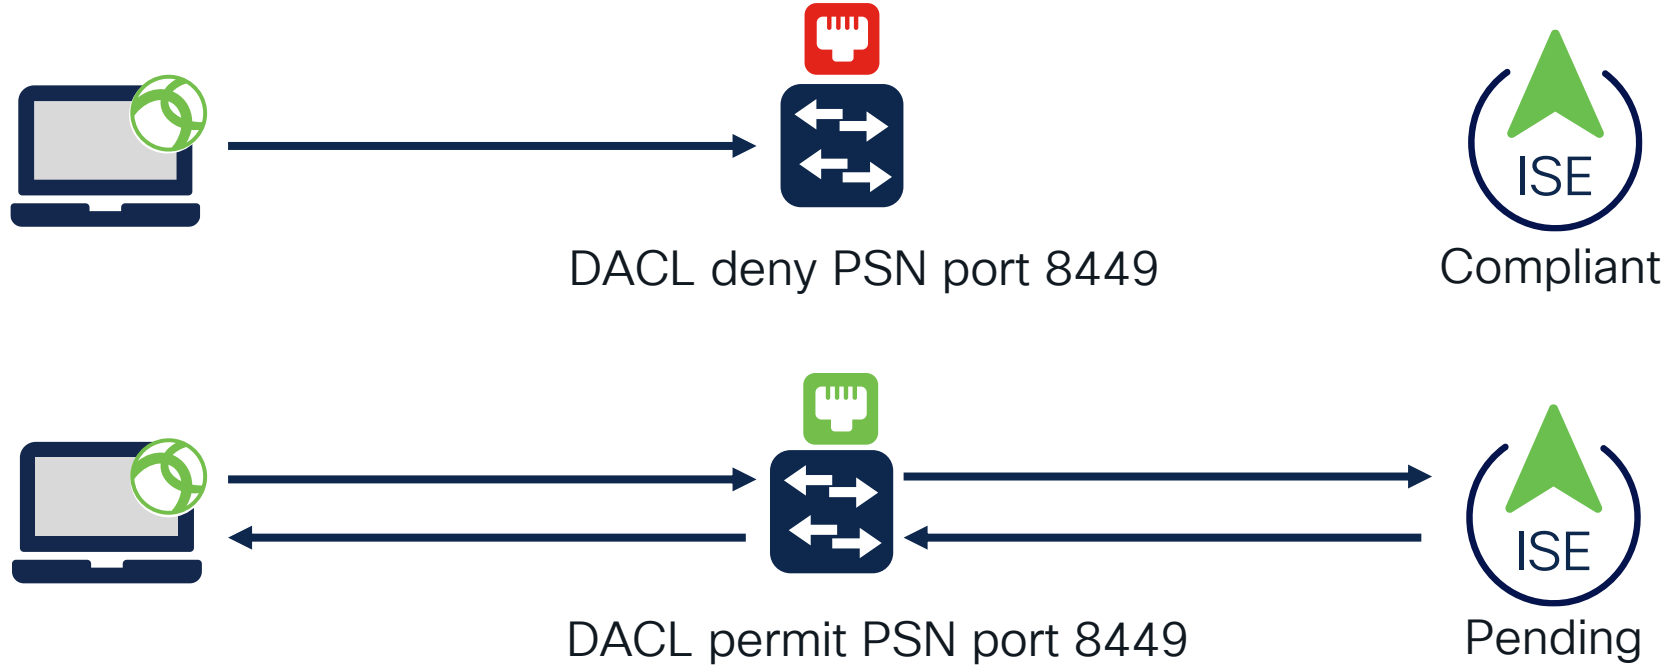 ISE
DACL deny PSN port 8449
Compliant
ISE
DACL permit PSN port 8449
Pending